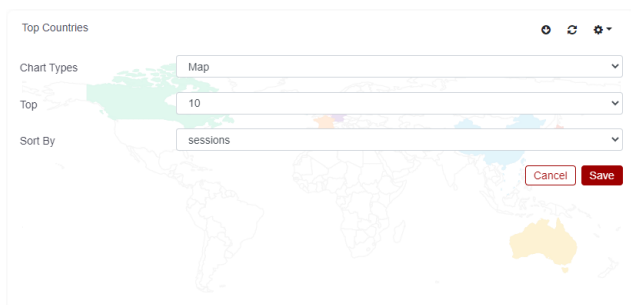 Top Countries
Chart Types
Map
Top
10
Sort By
sessions
Cancel Save